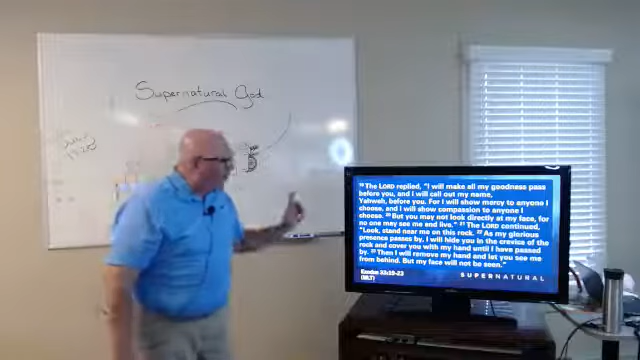 Supernatural God
¹⁹ The LORD replied, "I will make all my goodness pass
before you, and I will call out my name,
Yahweh, before you. For I will show mercy to anyone I
choose, and I will show compassion to anyone I
choose. ²⁰ But you may not look directly at my face, for
no one may see me and live." ²¹ The LORD continued,
"Look, stand near me on this rock. ²² As my glorious
presence passes by, I will hide you in the crevice of the
rock and cover you with my hand until I have passed
by. ²³ Then I will remove my hand and let you see me
from behind. But my face will not be seen."
Exodus 33:19-23
(NLT)
SUPERNATURAL